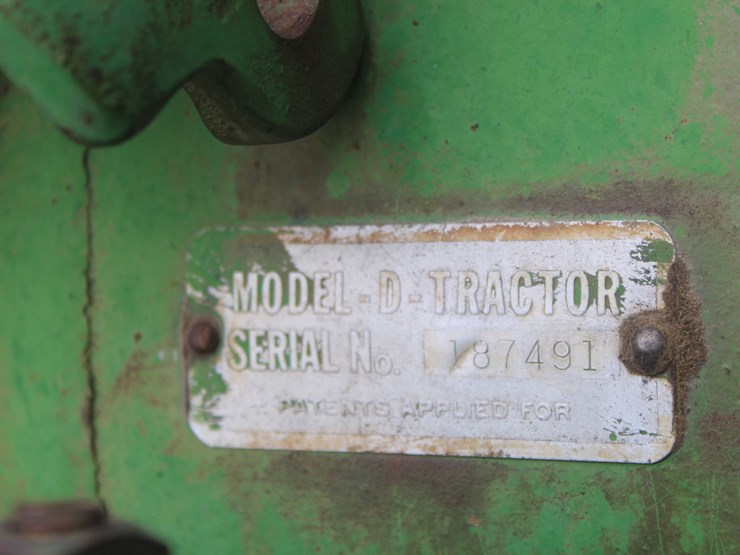 MODEL-D-TRACTOR
SERIAL No. 187491
PATENTS APPLIED FOR